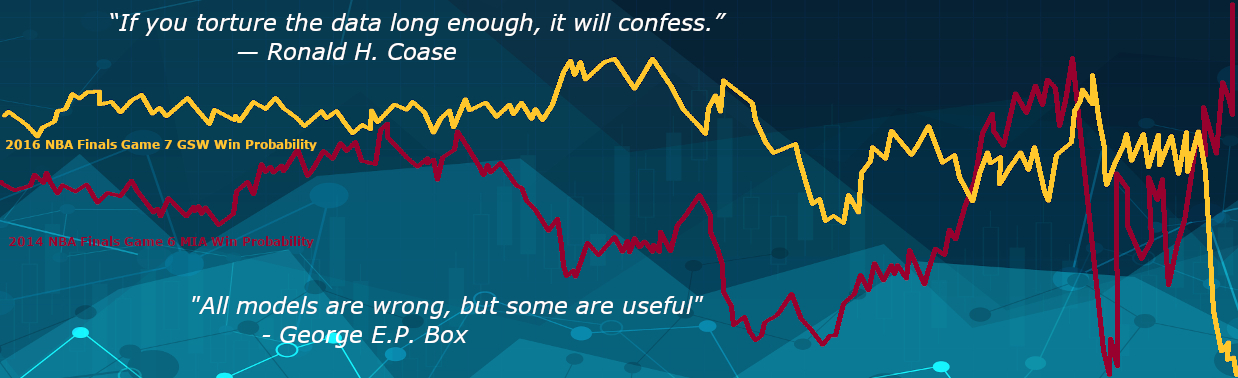 “If you torture the data long enough, it will confess.”
— Ronald H. Coase
2016 NBA Finals Game 7 GSW Win Probability
2014 NBA Finals Game 6 MIA Win Probability
"All models are wrong, but some are useful"
- George E.P. Box